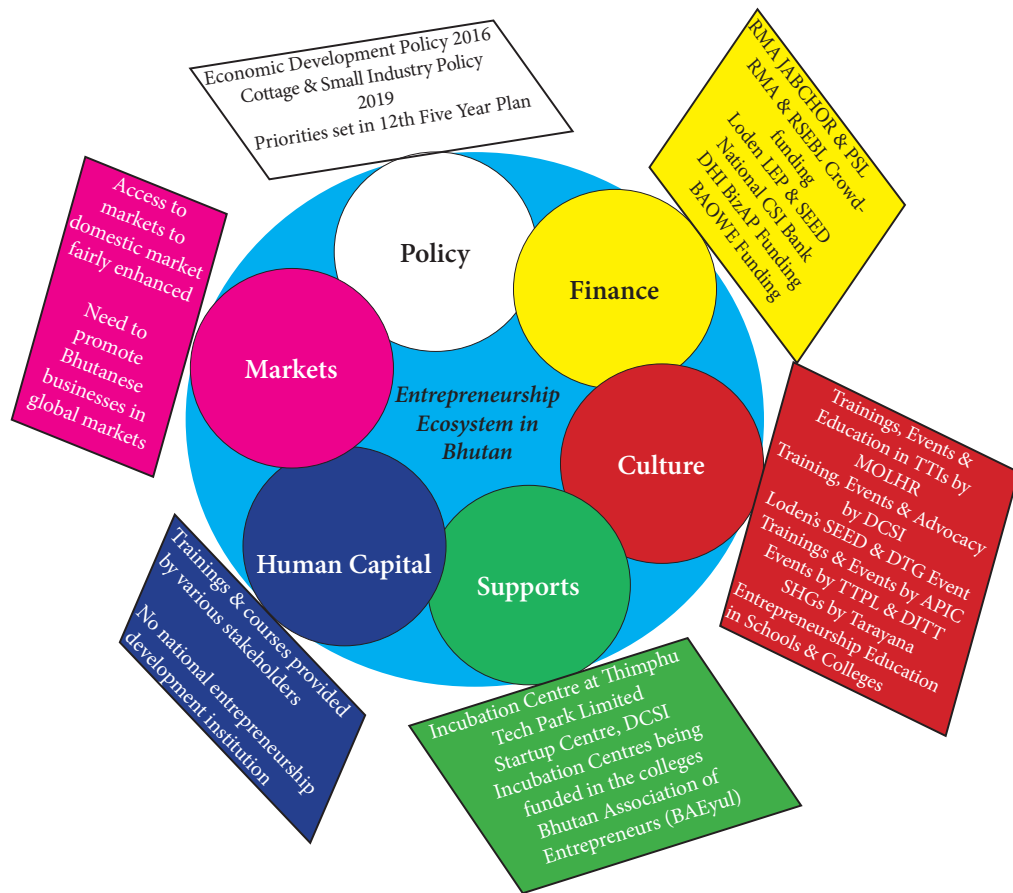 Economic Development Policy 2016
Cottage & Small Industry Policy
2019
Priorities set in 12th Five Year Plan
RMA JABCHOR & PSL
RMA & RSEBL Crowd-
funding
Loden LEP & SEED
National CSI Bank
DHI BizAP Funding
BAOWE Funding
Access to
markets to
domestic market
fairly enhanced
Need to
promote
Bhutanese
businesses in
global markets
Policy
Finance
Markets
Entrepreneurship
Ecosystem in
Bhutan
Culture
Human Capital
Supports
Trainings, Events &
Education in TTIs by
MOLHR
Training, Events & Advocacy
by DCSI
Loden's SEED & DTG Event
Trainings & Events by APIC
Events by TTPL & DITT
SHGs by Tarayana
Entrepreneurship Education
in Schools & Colleges
Trainings & courses provided
by various stakeholders
No national entrepreneurship
development institution
Incubation Centre at Thimphu
Tech Park Limited
Startup Centre, DCSI
Incubation Centres being
funded in the colleges
Bhutan Association of
Entrepreneurs (BAEyul)